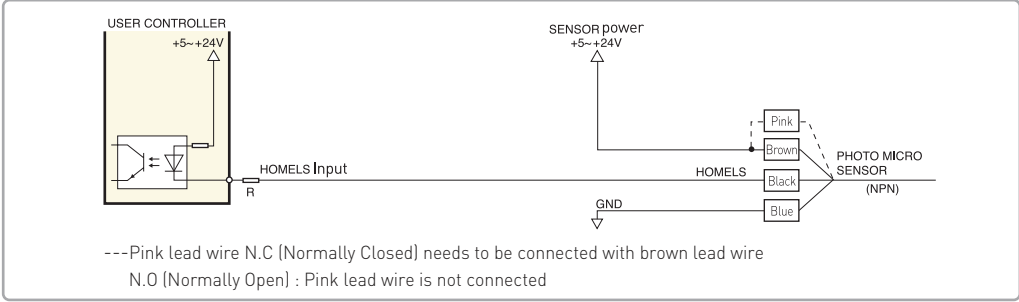 USER CONTROLLER
+5~+24V
HOMELS Input
R
SENSOR power
+5~+24V
HOMELS
GND
Pink
Brown
Black
Blue
PHOTO MICRO
SENSOR
(NPN)
---Pink lead wire N.C (Normally Closed) needs to be connected with brown lead wire
N.O (Normally Open) : Pink lead wire is not connected